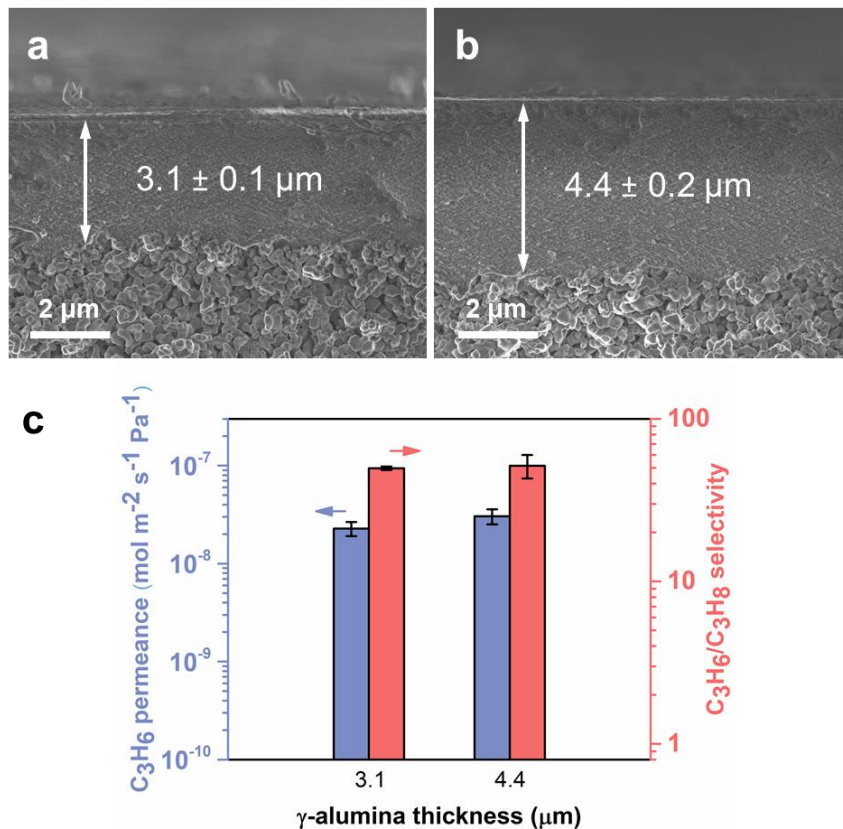 a
3.1 ± 0.1 μm
2 μm
b
4.4 ± 0.2 μm
2 μm
c
C₃H₆ permeance (mol m⁻² s⁻¹ Pa⁻¹)
10⁻⁷
10⁻⁸
10⁻⁹
10⁻¹⁰
100
10
1
C₃H₆/C₃H₈ selectivity
3.1 4.4
γ-alumina thickness (μm)